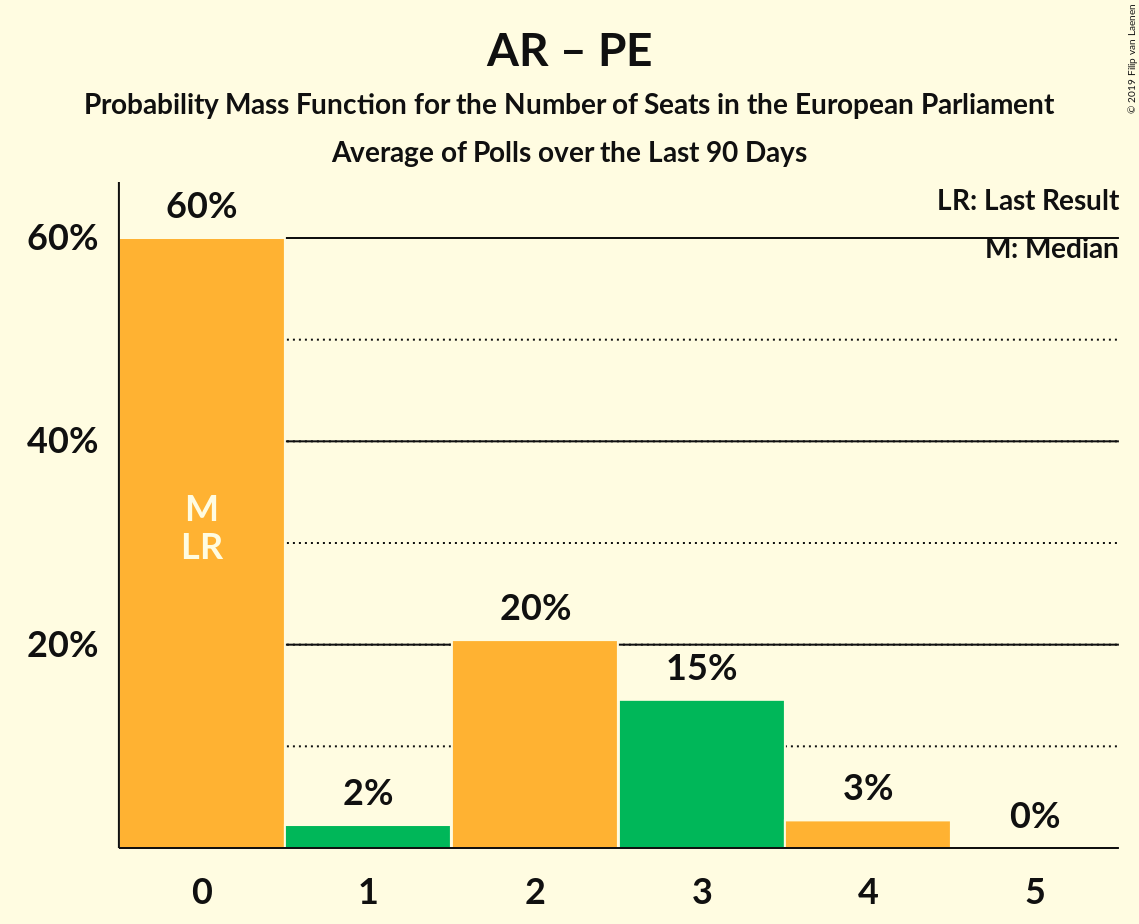 AR – PE
Probability Mass Function for the Number of Seats in the European Parliament
Average of Polls over the Last 90 Days
© 2019 Filip van Laenen
LR: Last Result
M: Median
60%
40%
20%
60%
2%
20%
15%
3%
0%
M
LR
0 1 2 3 4 5